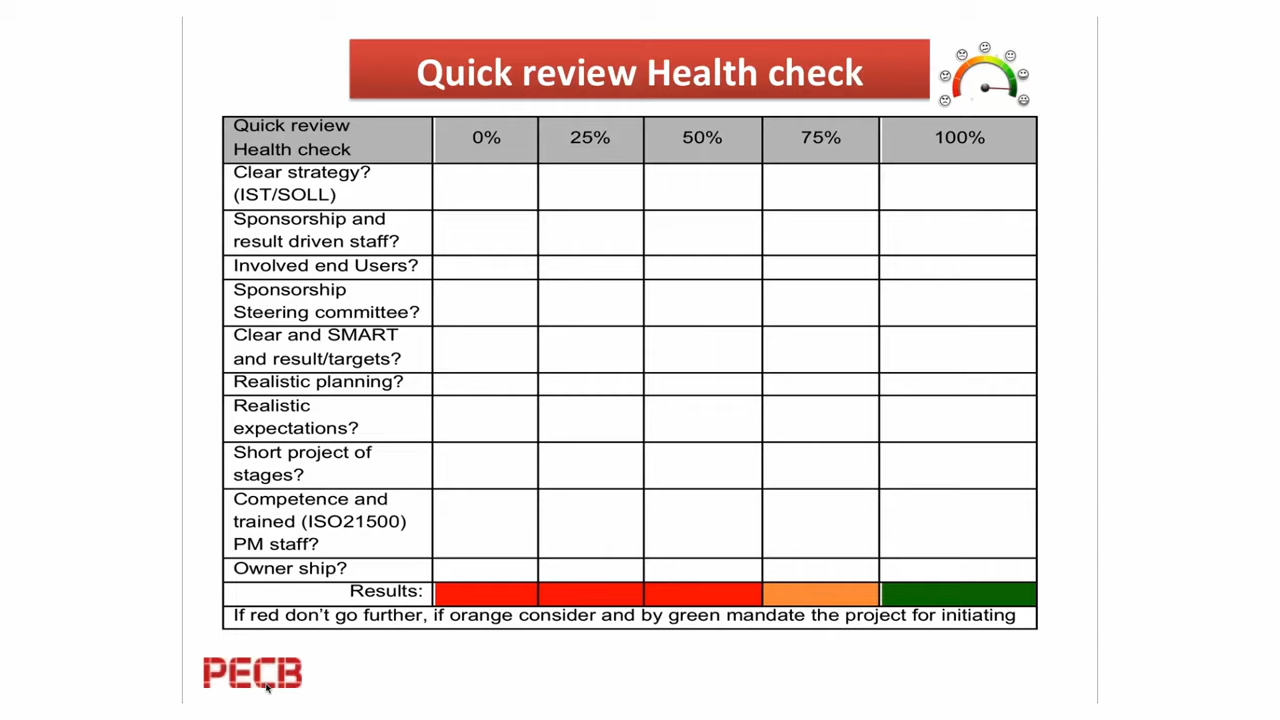 Quick review Health check
Quick review
Health check
0%
25%
50%
75%
100%
Clear strategy?
(IST/SOLL)
Sponsorship and
result driven staff?
Involved end Users?
Sponsorship
Steering committee?
Clear and SMART
and result/targets?
Realistic planning?
Realistic
expectations?
Short project of
stages?
Competence and
trained (ISO21500)
PM staff?
Owner ship?
Results:
If red don't go further, if orange consider and by green mandate the project for initiating
PECB